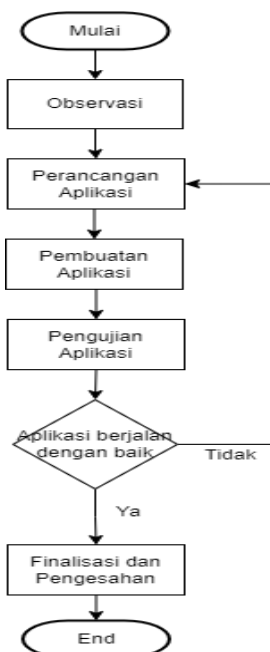 Mulai
Observasi
Perancangan
Aplikasi
Pembuatan
Aplikasi
Pengujian
Aplikasi
Aplikasi berjalan
dengan baik
Tidak
Ya
Finalisasi dan
Pengesahan
End